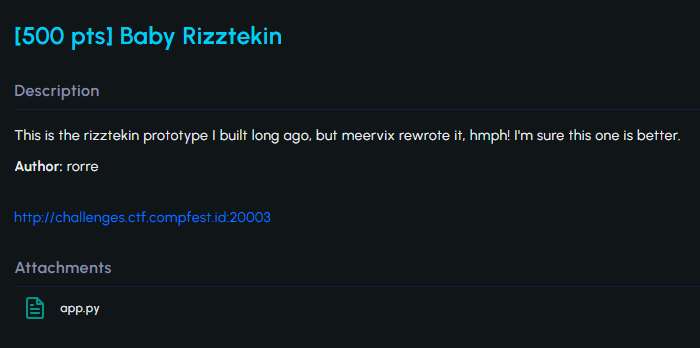 [500 pts] Baby Rizztekin
Description
This is the rizztekin prototype I built long ago, but meervix rewrote it, hmph! I'm sure this one is better.
Author: rorre
http://challenges.ctf.compfest.id:20003
Attachments
app.py